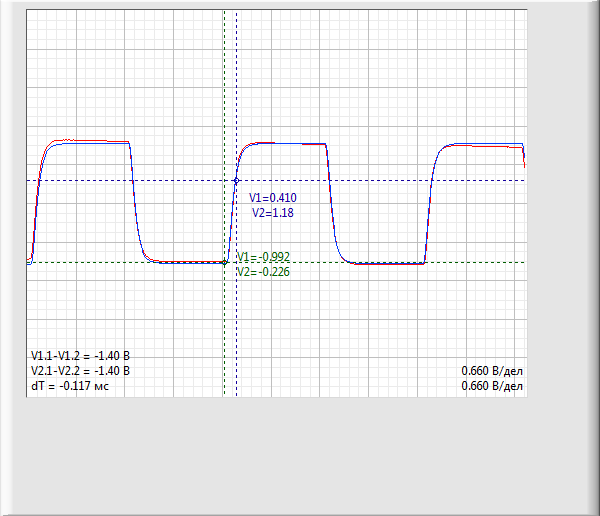 V1=0.410
V2=1.18
V1=-0.992
V2=-0.226
V1.1-V1.2 = -1.40 В
V2.1-V2.2 = -1.40 В
0.660 В/дел
dT = -0.117 мс
0.660 В/дел